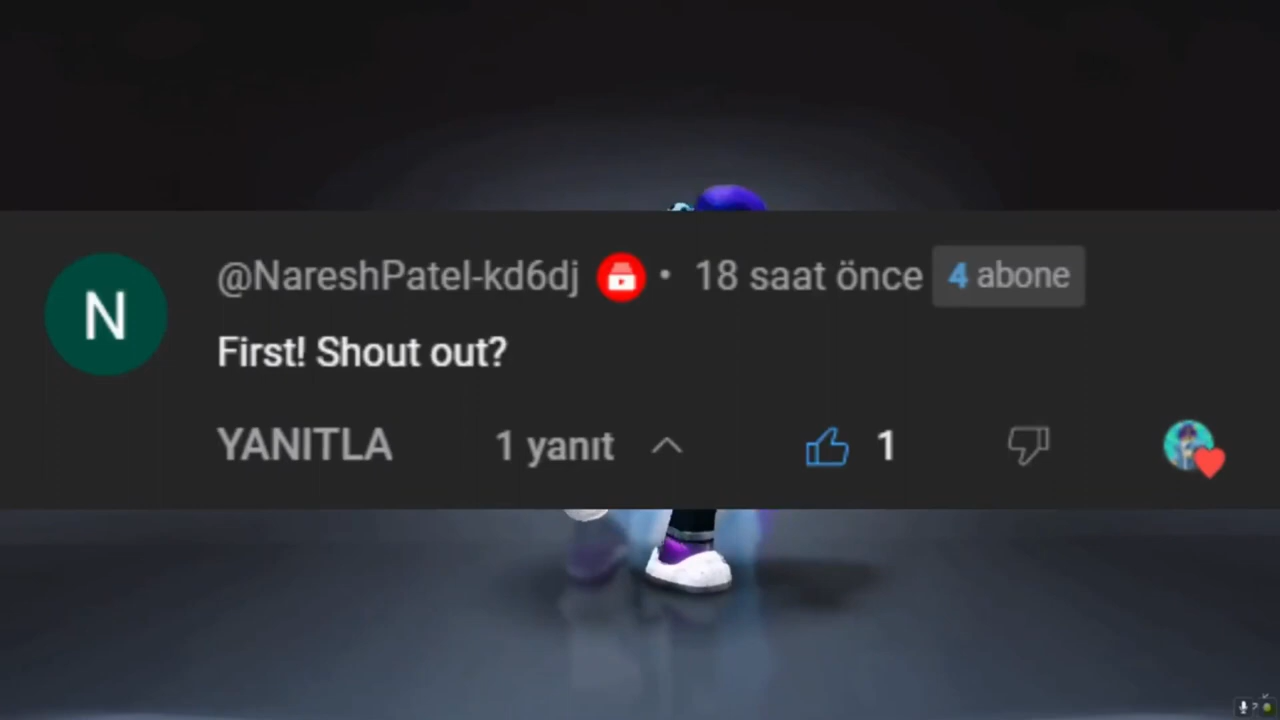 N
@NareshPatel-kd6dj • 18 saat önce 4 abone
First! Shout out?
YANITLA 1 yanıt 1